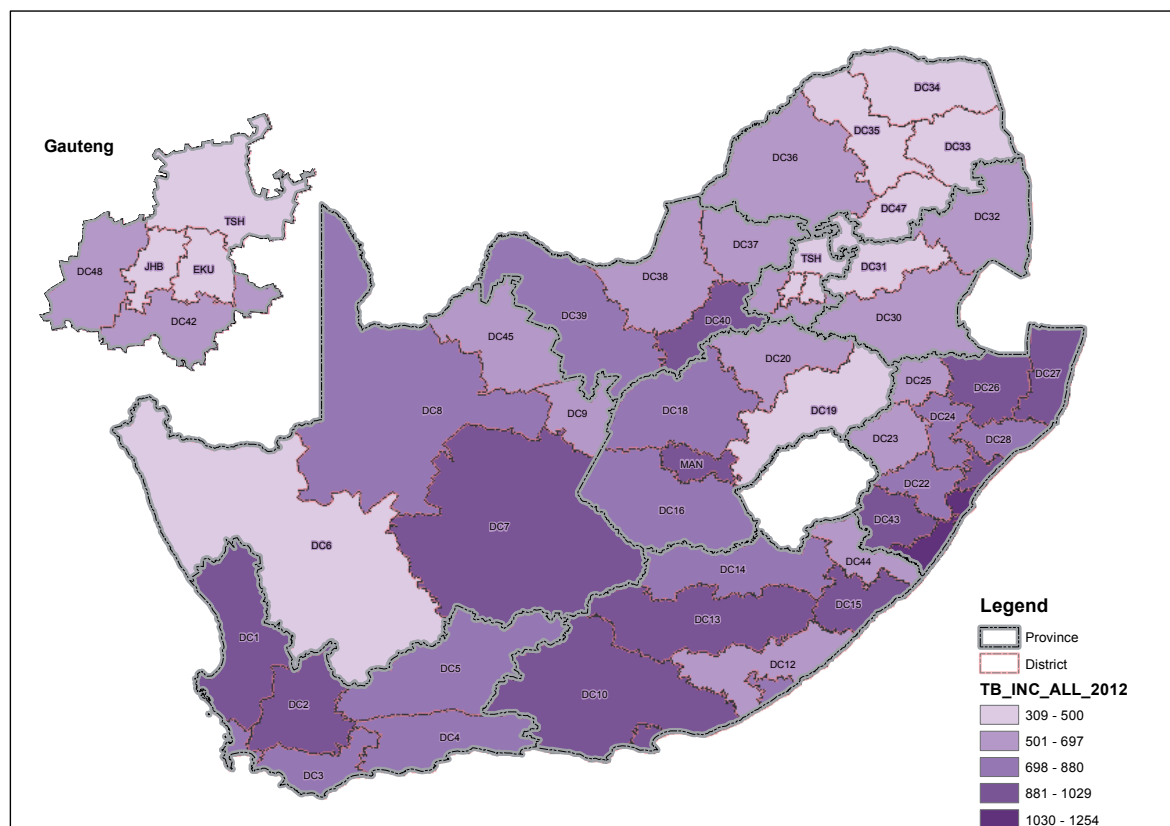 Gauteng
TSH
DC48
JHB
EKU
DC42
DC34
DC35
DC33
DC36
DC47
DC32
DC37
TSH
DC31
DC38
DC39
DC40
DC30
DC45
DC20
DC25
DC26
DC27
DC8
DC9
DC18
DC19
DC24
DC28
DC23
MAN
DC22
DC16
DC43
DC7
DC6
DC14
DC44
DC15
DC13
DC1
DC12
DC5
DC10
DC2
DC4
DC3
Legend
Province
District
TB_INC_ALL_2012
309 - 500
501 - 697
698 - 880
881 - 1029
1030 - 1254